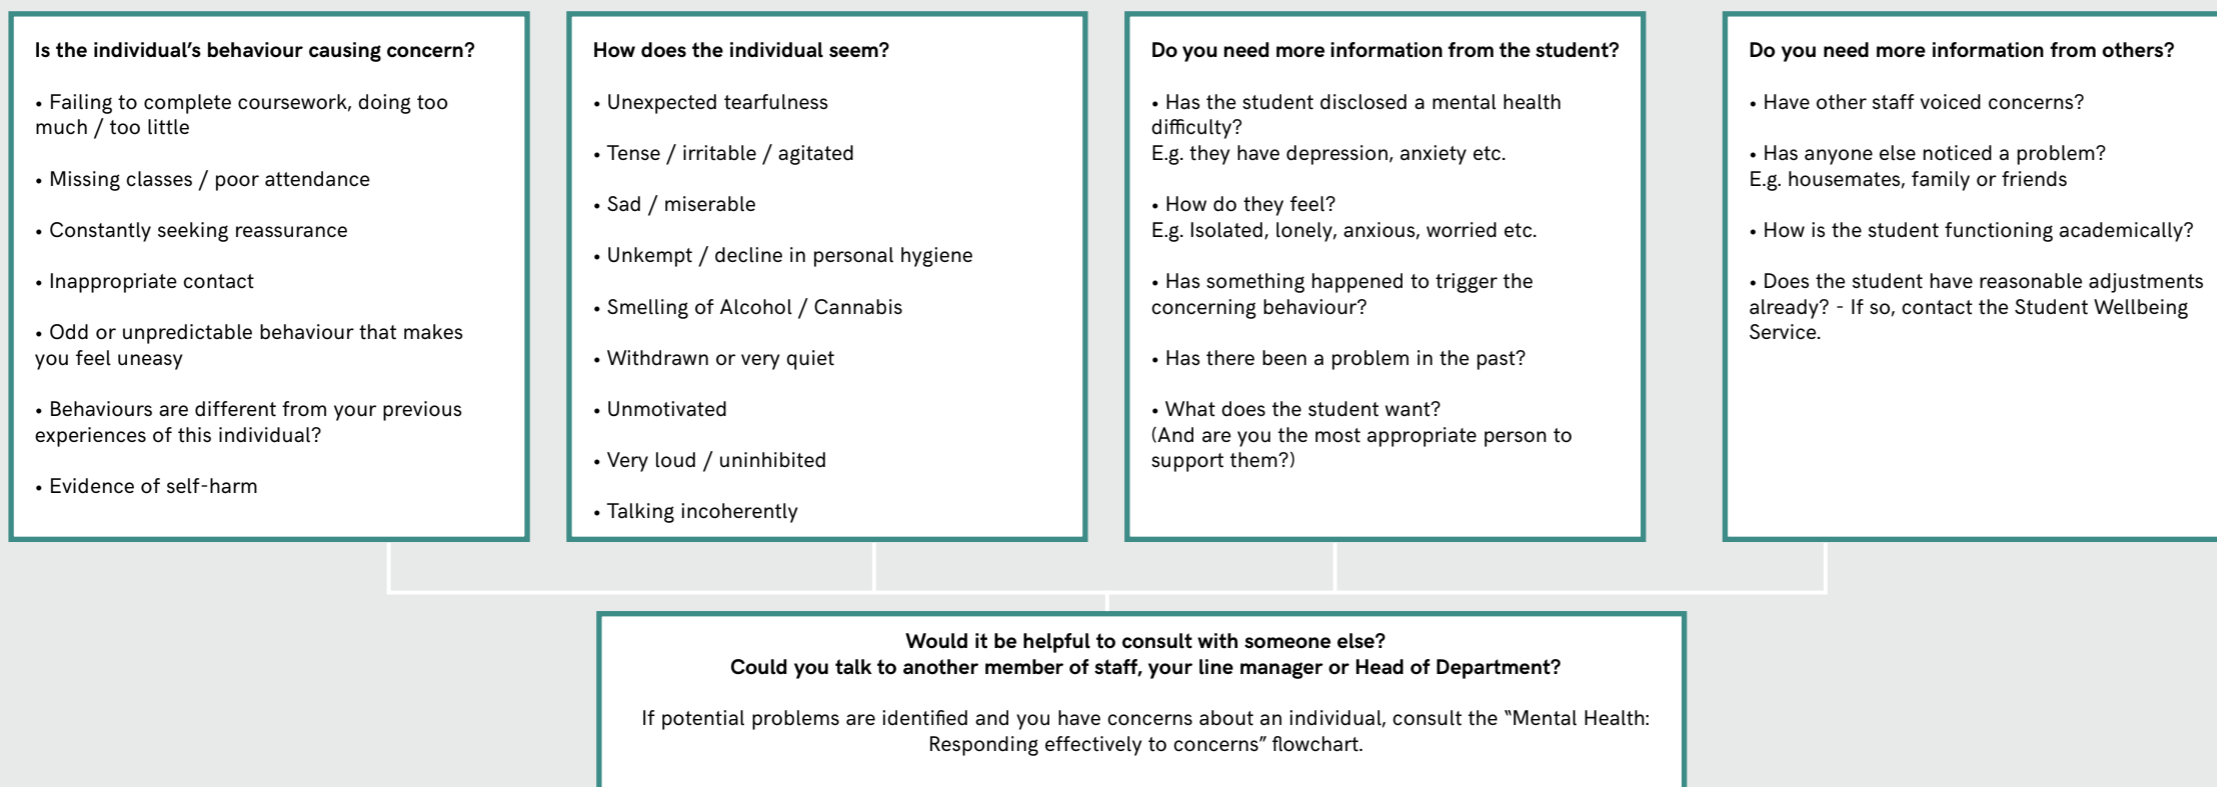 Is the individual's behaviour causing concern?
• Failing to complete coursework, doing too
much / too little
• Missing classes / poor attendance
• Constantly seeking reassurance
• Inappropriate contact
• Odd or unpredictable behaviour that makes
you feel uneasy
• Behaviours are different from your previous
experiences of this individual?
• Evidence of self-harm
How does the individual seem?
• Unexpected tearfulness
• Tense / irritable / agitated
• Sad / miserable
• Unkempt / decline in personal hygiene
• Smelling of Alcohol / Cannabis
• Withdrawn or very quiet
• Unmotivated
• Very loud / uninhibited
• Talking incoherently
Do you need more information from the student?
• Has the student disclosed a mental health
difficulty?
E.g. they have depression, anxiety etc.
• How do they feel?
E.g. Isolated, lonely, anxious, worried etc.
• Has something happened to trigger the
concerning behaviour?
• Has there been a problem in the past?
• What does the student want?
(And are you the most appropriate person to
support them?)
Do you need more information from others?
• Have other staff voiced concerns?
• Has anyone else noticed a problem?
E.g. housemates, family or friends
• How is the student functioning academically?
• Does the student have reasonable adjustments
already? - If so, contact the Student Wellbeing
Service.
Would it be helpful to consult with someone else?
Could you talk to another member of staff, your line manager or Head of Department?
If potential problems are identified and you have concerns about an individual, consult the “Mental Health:
Responding effectively to concerns” flowchart.